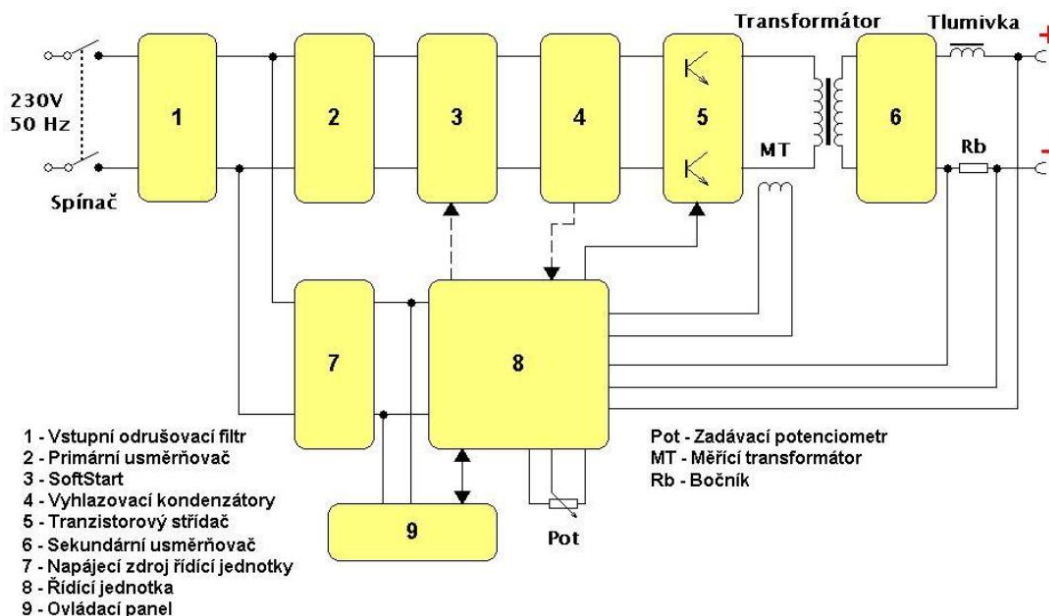 Transformátor
Tlumivka
+
230V
50 Hz
1
2
3
4
5
6
MT
Rb
-
Spínač
7
8
9
Pot
1 - Vstupní odrušovací filtr
2 - Primární usměrňovač
3 - SoftStart
4 - Vyhlazovací kondenzátory
5 - Tranzistorový střídač
6 - Sekundární usměrňovač
7 - Napájecí zdroj řídící jednotky
8 - Řídící jednotka
9 - Ovládací panel
Pot - Zadávací potenciometr
MT - Měřící transformátor
Rb - Bočník